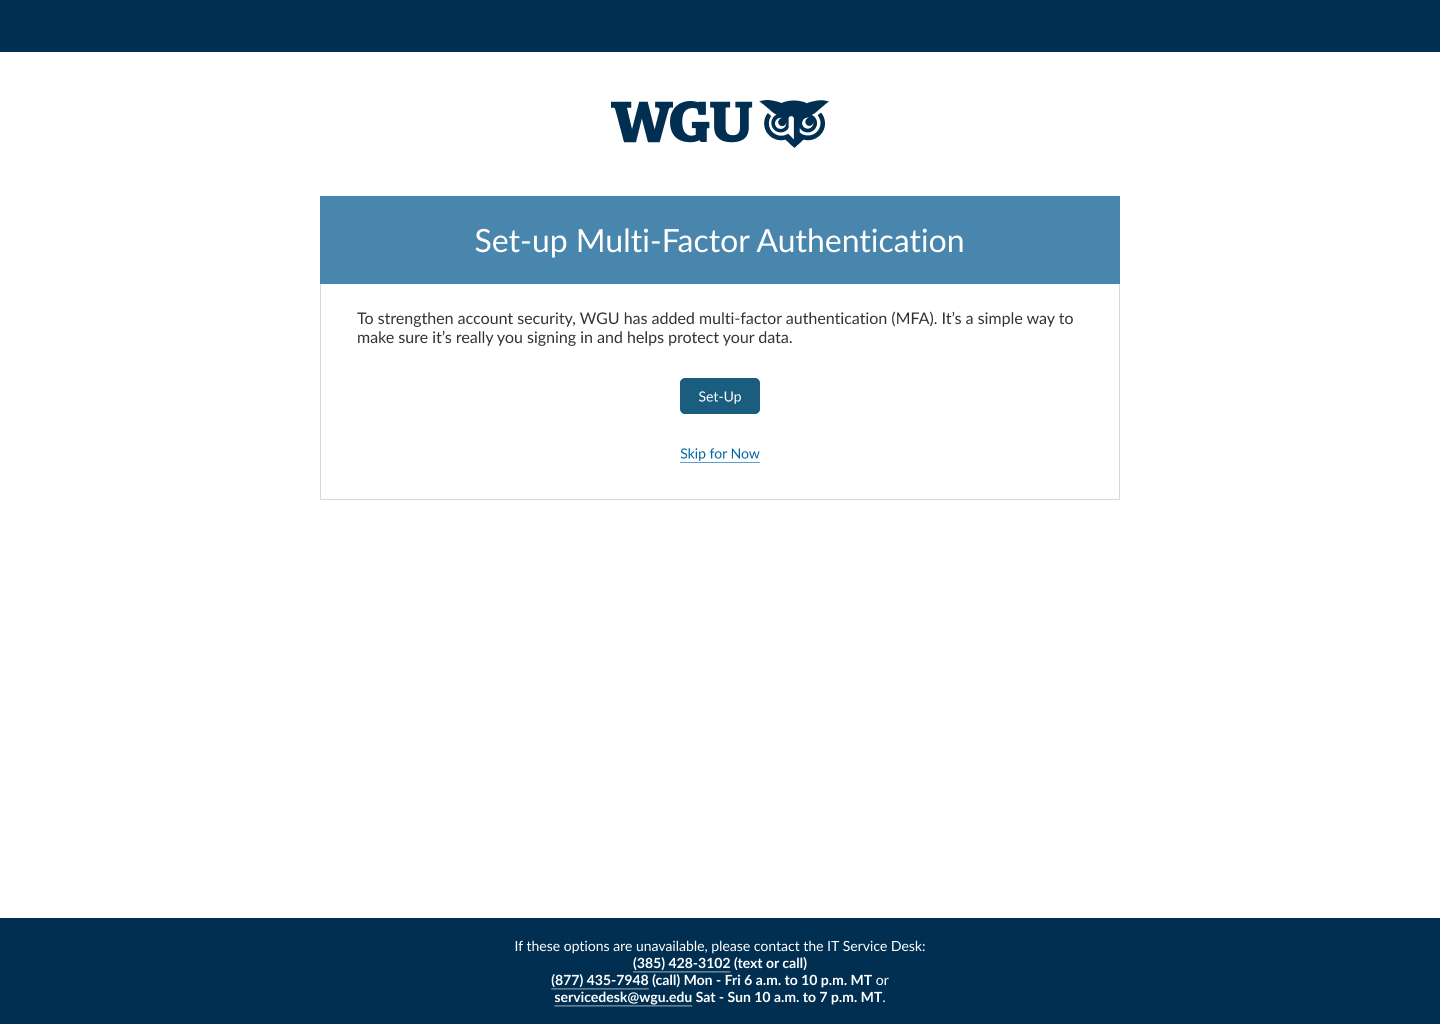 WGU
Set-up Multi-Factor Authentication
To strengthen account security, WGU has added multi-factor authentication (MFA). It’s a simple way to
make sure it’s really you signing in and helps protect your data.
Set-Up
Skip for Now
If these options are unavailable, please contact the IT Service Desk:
(385) 428-3102 (text or call)
(877) 435-7948 (call) Mon - Fri 6 a.m. to 10 p.m. MT or
servicedesk@wgu.edu Sat - Sun 10 a.m. to 7 p.m. MT.